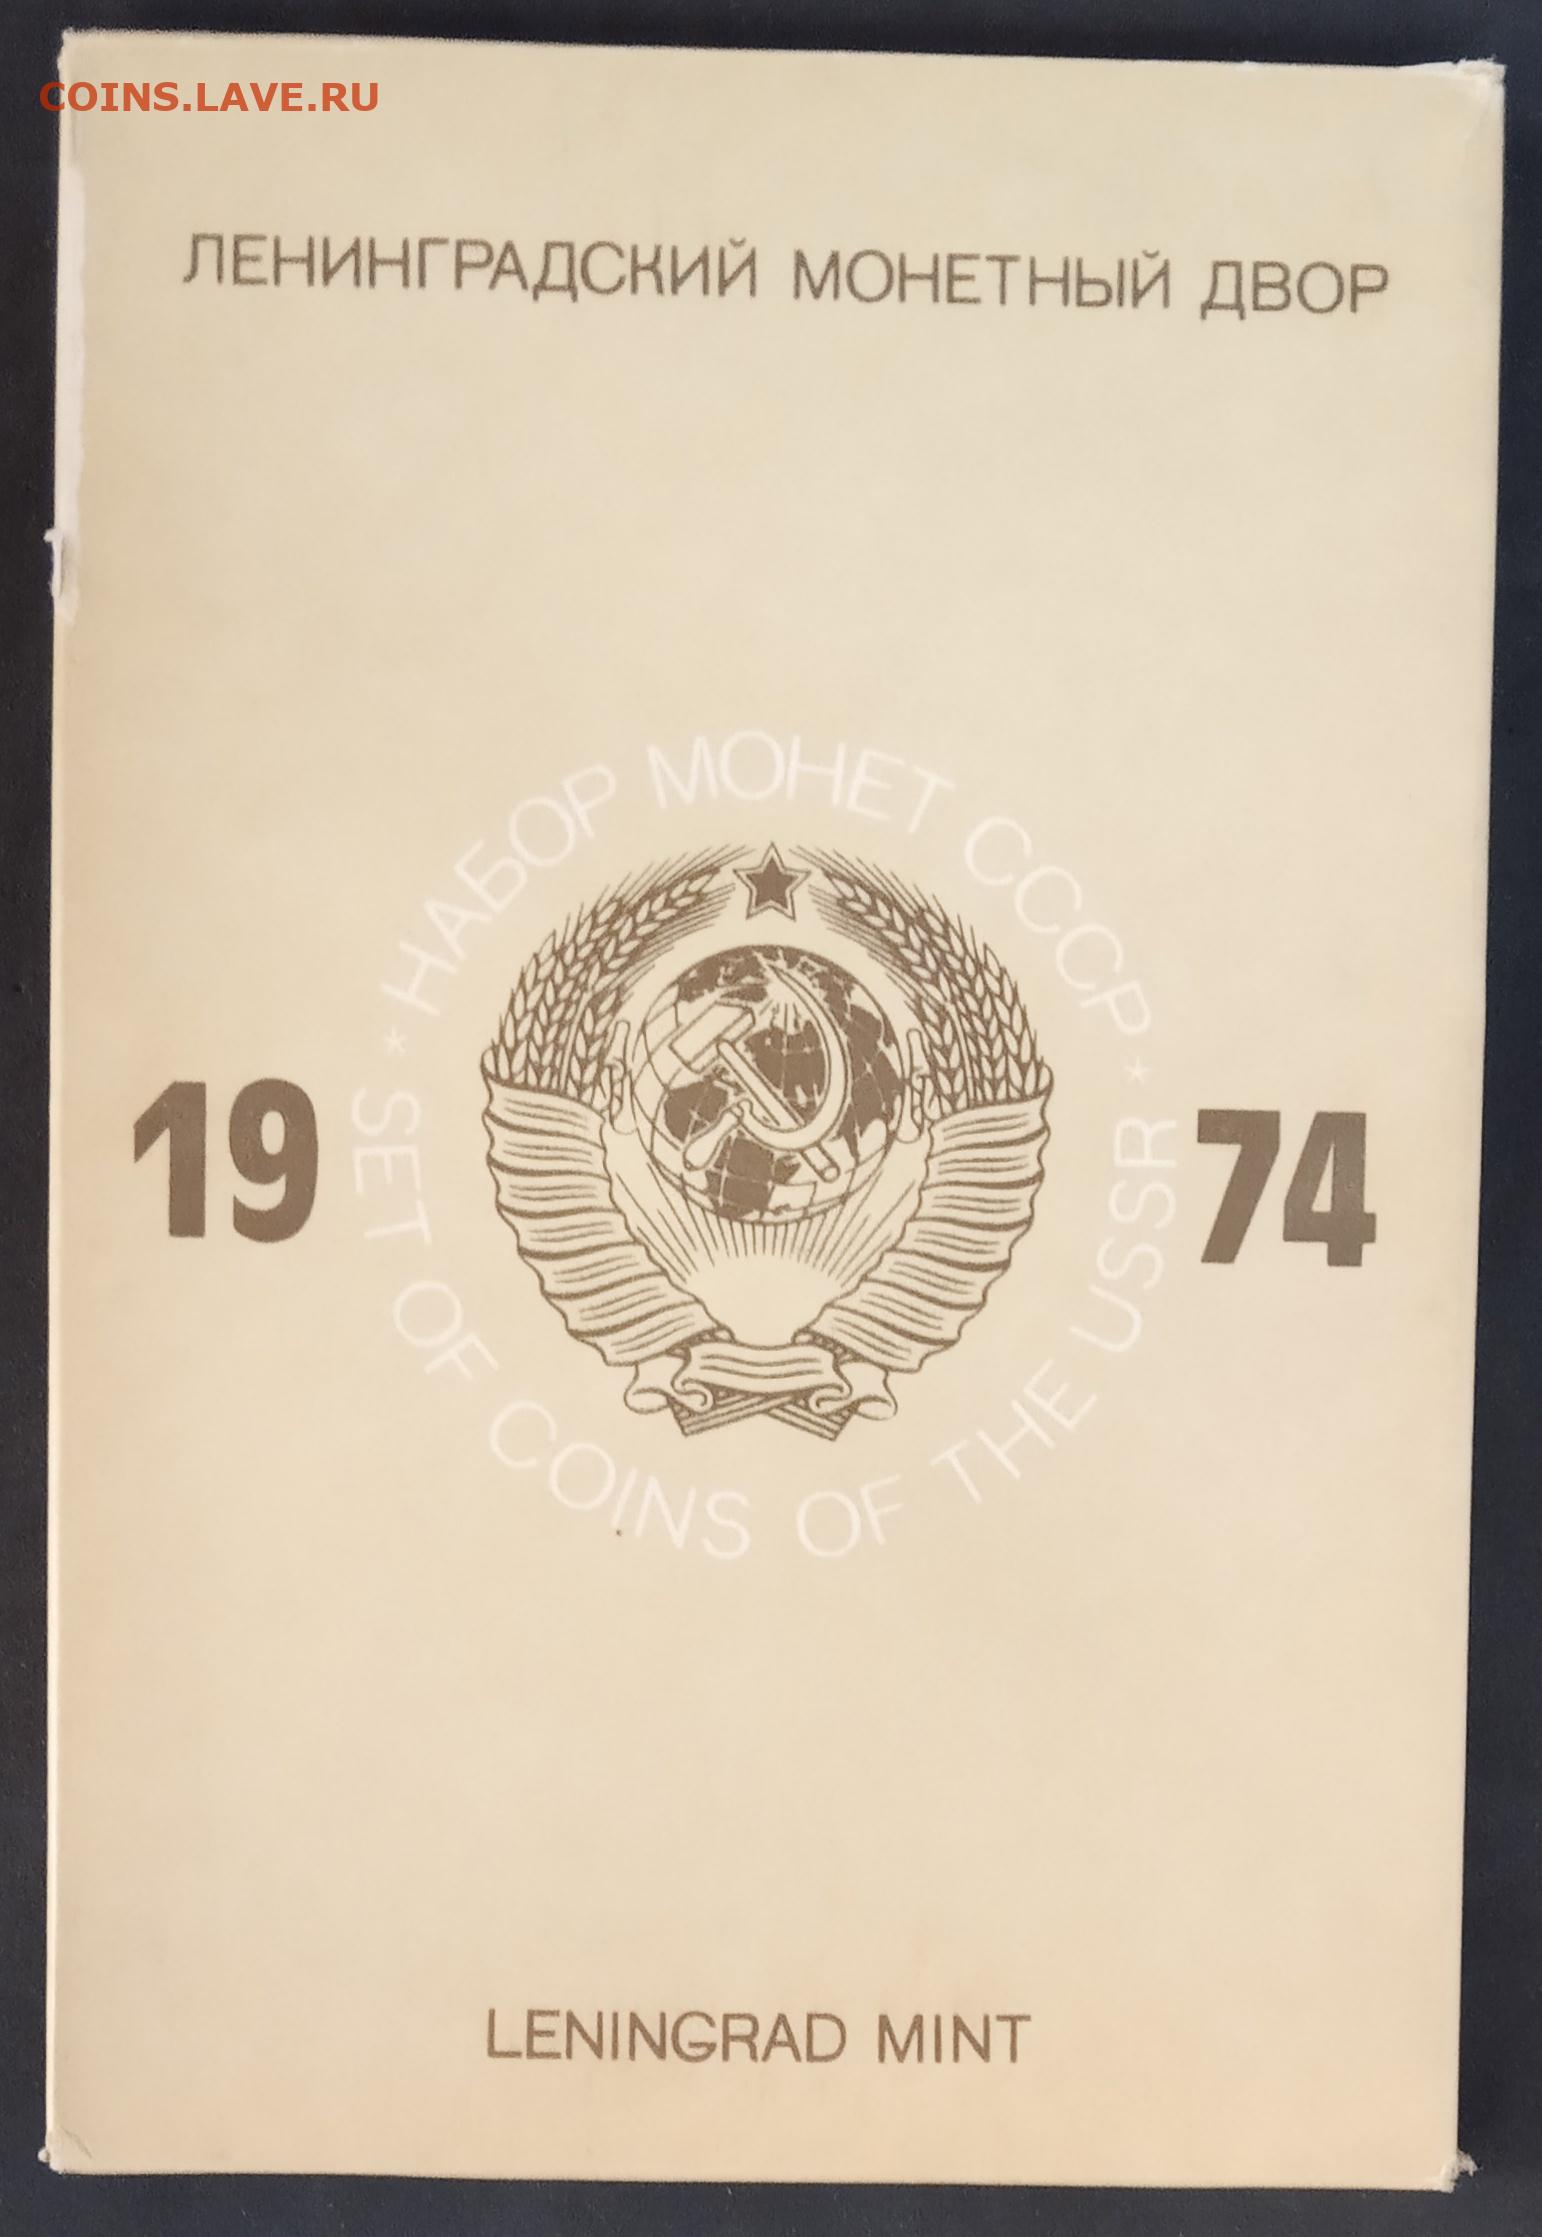 COINS.LAVE.RU
ЛЕНИНГРАДСКИЙ МОНЕТНЫЙ ДВОР
* НАБОР МОНЕТ СССР *
19
74
SET OF COINS OF THE USSR
LENINGRAD MINT